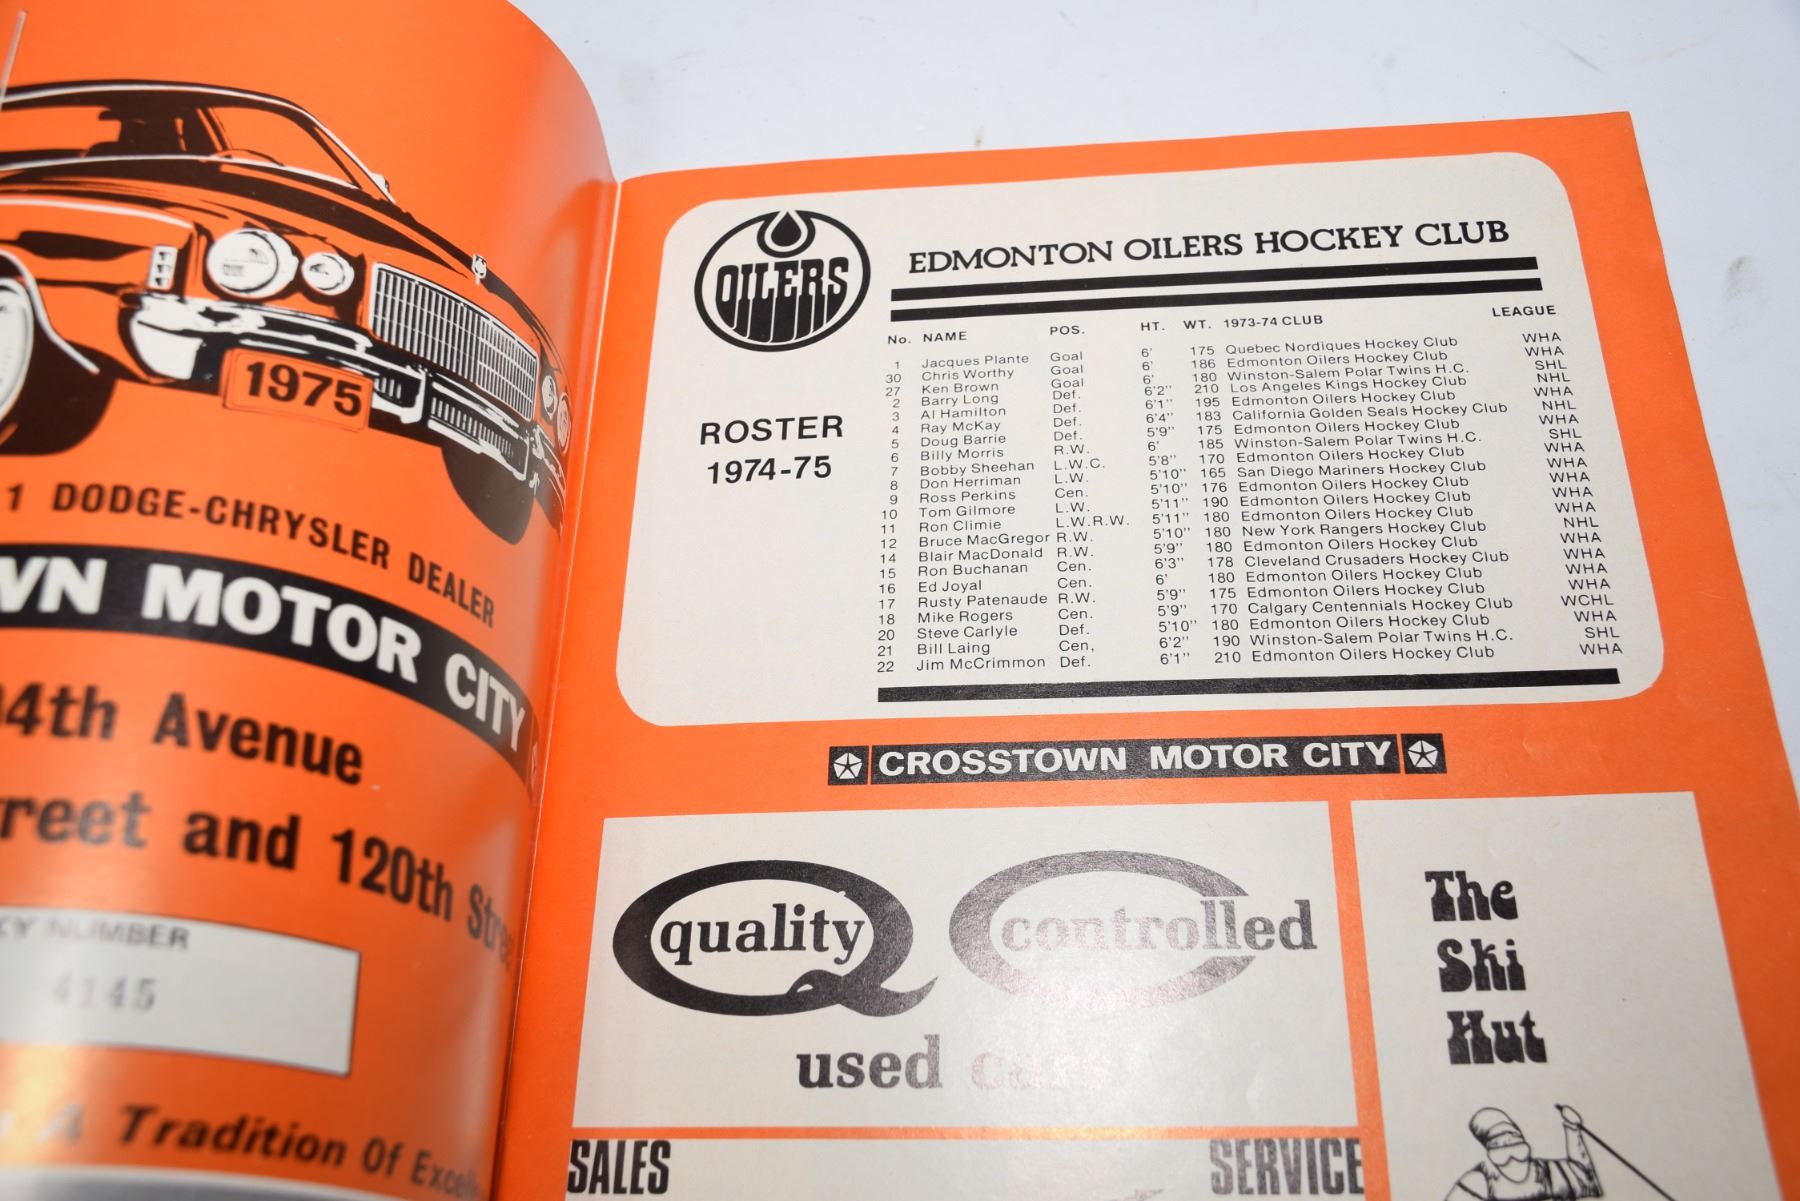 1975
1 DODGE-CHRYSLER DEALER
WN MOTOR CITY
4th Avenue
reet and 120th Stre
KY NUMBER
4145
A Tradition Of Excelle
OILERS
EDMONTON OILERS HOCKEY CLUB
ROSTER
1974-75
No. NAME POS. HT. WT. 1973-74 CLUB LEAGUE
1 Jacques Plante Goal 6' 175 Quebec Nordiques Hockey Club WHA
30 Chris Worthy Goal 6' 186 Edmonton Oilers Hockey Club WHA
27 Ken Brown Goal 6' 180 Winston-Salem Polar Twins H.C. SHL
2 Barry Long Def. 6'2" 210 Los Angeles Kings Hockey Club NHL
3 Al Hamilton Def. 6'1" 195 Edmonton Oilers Hockey Club WHA
4 Ray McKay Def. 6'4" 183 California Golden Seals Hockey Club NHL
5 Doug Barrie Def. 5'9" 175 Edmonton Oilers Hockey Club WHA
6 Billy Morris R.W. 6' 185 Winston-Salem Polar Twins H.C. SHL
7 Bobby Sheehan L.W.C. 5'8" 170 Edmonton Oilers Hockey Club WHA
8 Don Herriman L.W. 5'10" 165 San Diego Mariners Hockey Club WHA
9 Ross Perkins Cen. 5'10" 176 Edmonton Oilers Hockey Club WHA
10 Tom Gilmore L.W. 5'11" 190 Edmonton Oilers Hockey Club WHA
11 Ron Climie L.W.R.W. 5'11" 180 Edmonton Oilers Hockey Club WHA
12 Bruce MacGregor R.W. 5'10" 180 New York Rangers Hockey Club NHL
14 Blair MacDonald R.W. 5'9" 180 Edmonton Oilers Hockey Club WHA
15 Ron Buchanan Cen. 6'3" 178 Cleveland Crusaders Hockey Club WHA
16 Ed Joyal Cen. 6' 180 Edmonton Oilers Hockey Club WHA
17 Rusty Patenaude R.W. 5'9" 175 Edmonton Oilers Hockey Club WHA
18 Mike Rogers Cen. 5'9" 170 Calgary Centennials Hockey Club WCHL
20 Steve Carlyle Def. 5'10" 180 Edmonton Oilers Hockey Club WHA
21 Bill Laing Cen, 6'2" 190 Winston-Salem Polar Twins H.C. SHL
22 Jim McCrimmon Def. 6'1" 210 Edmonton Oilers Hockey Club WHA
CROSSTOWN MOTOR CITY
quality controlled
used cars
SALES SERVICE
The
Ski
Hut